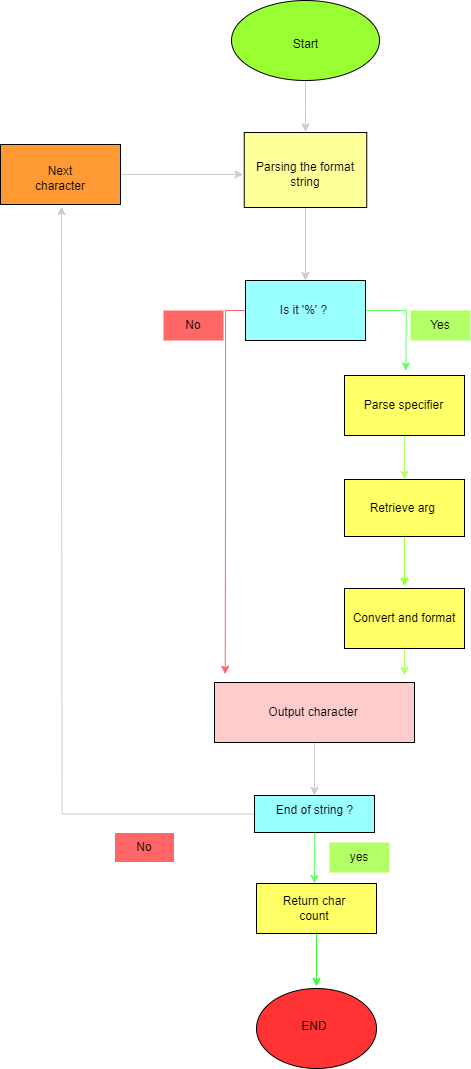 Start
Parsing the format
string
Next
character
Is it '%' ?
No
Yes
Parse specifier
Retrieve arg
Convert and format
Output character
End of string ?
No
yes
Return char
count
END